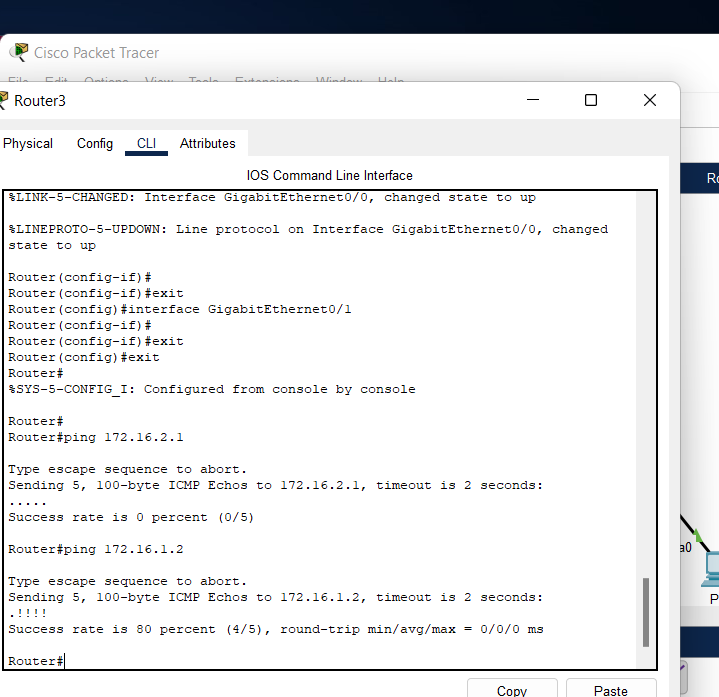 Cisco Packet Tracer
File Edit Options View Tools Extensions Window Help
Router3
Physical Config CLI Attributes
IOS Command Line Interface
%LINK-5-CHANGED: Interface GigabitEthernet0/0, changed state to up
%LINEPROTO-5-UPDOWN: Line protocol on Interface GigabitEthernet0/0, changed
state to up
Router(config-if)#
Router(config-if)#exit
Router(config)#interface GigabitEthernet0/1
Router(config-if)#
Router(config-if)#exit
Router(config)#exit
Router#
%SYS-5-CONFIG_I: Configured from console by console
Router#
Router#ping 172.16.2.1
Type escape sequence to abort.
Sending 5, 100-byte ICMP Echos to 172.16.2.1, timeout is 2 seconds:
.....
Success rate is 0 percent (0/5)
Router#ping 172.16.1.2
Type escape sequence to abort.
Sending 5, 100-byte ICMP Echos to 172.16.1.2, timeout is 2 seconds:
.!!!!
Success rate is 80 percent (4/5), round-trip min/avg/max = 0/0/0 ms
Router#
Copy Paste